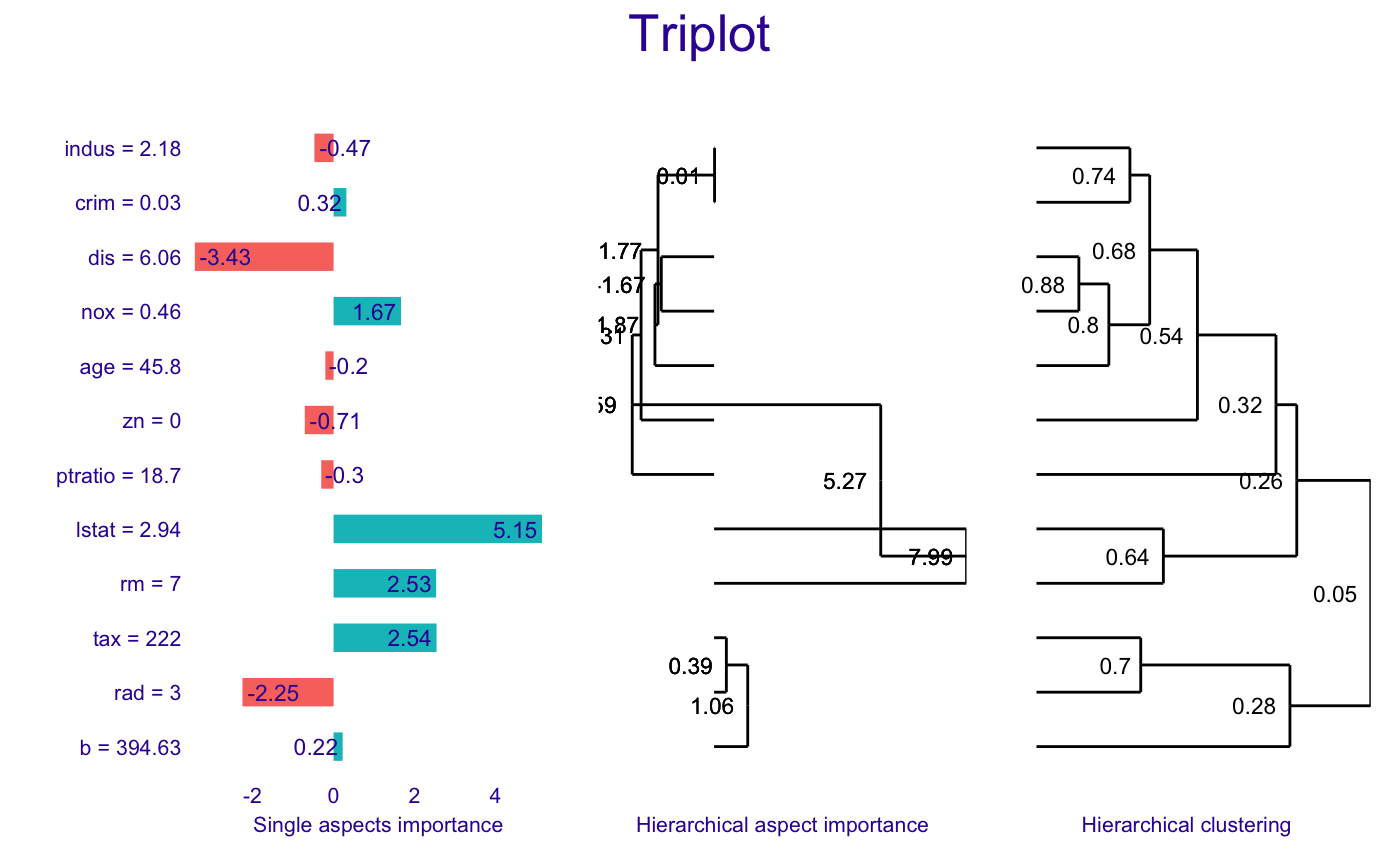 Triplot
indus = 2.18
crim = 0.03
dis = 6.06
nox = 0.46
age = 45.8
zn = 0
ptratio = 18.7
lstat = 2.94
rm = 7
tax = 222
rad = 3
b = 394.63
-0.47
0.32
-3.43
1.67
-0.2
-0.71
-0.3
5.15
2.53
2.54
-2.25
0.22
-2 0 2 4
Single aspects importance
0.01
1.77
-1.67
1.87
31
69
5.27
7.99
0.39
1.06
Hierarchical aspect importance
0.74
0.68
0.88
0.8
0.54
0.32
0.26
0.64
0.05
0.7
0.28
Hierarchical clustering